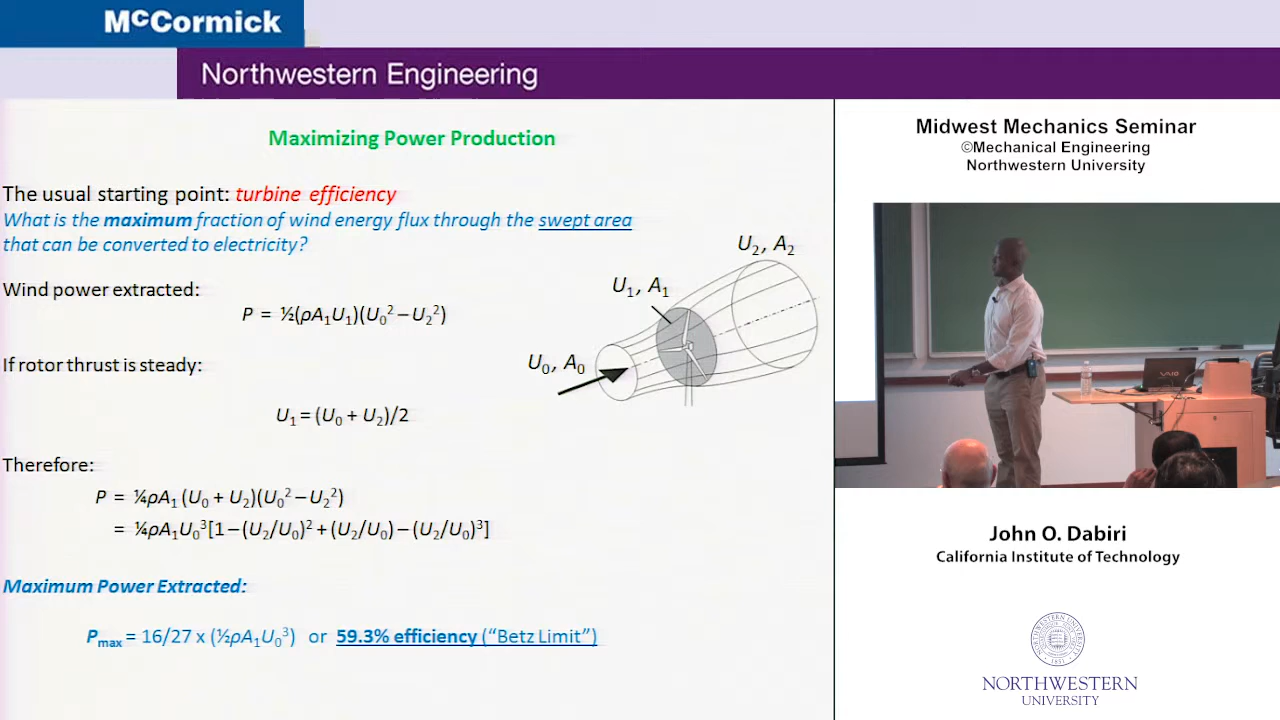 McCormick
Northwestern Engineering
Maximizing Power Production
The usual starting point: turbine efficiency
What is the maximum fraction of wind energy flux through the swept area
that can be converted to electricity?
Wind power extracted:
P = ½(ρA₁U₁)(U₀² – U₂²)
If rotor thrust is steady:
U₁ = (U₀ + U₂)/2
Therefore:
P = ¼ρA₁ (U₀ + U₂)(U₀² – U₂²)
= ¼ρA₁U₀³[1 – (U₂/U₀)² + (U₂/U₀) – (U₂/U₀)³]
Maximum Power Extracted:
Pmax = 16/27 x (½ρA₁U₀³) or 59.3% efficiency ("Betz Limit")
U₂, A₂
U₁, A₁
U₀, A₀
Midwest Mechanics Seminar
©Mechanical Engineering
Northwestern University
VAIO
John O. Dabiri
California Institute of Technology
1851
NORTHWESTERN
UNIVERSITY